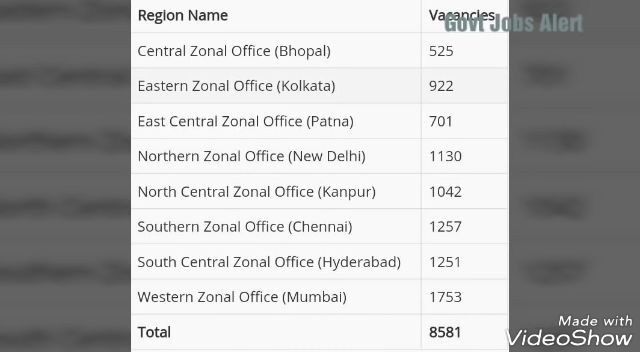 Region Name Vacancies
Govt Jobs Alert
Central Zonal Office (Bhopal) 525
Eastern Zonal Office (Kolkata) 922
East Central Zonal Office (Patna) 701
Northern Zonal Office (New Delhi) 1130
North Central Zonal Office (Kanpur) 1042
Southern Zonal Office (Chennai) 1257
South Central Zonal Office (Hyderabad) 1251
Western Zonal Office (Mumbai) 1753
Total 8581
Made with
VideoShow